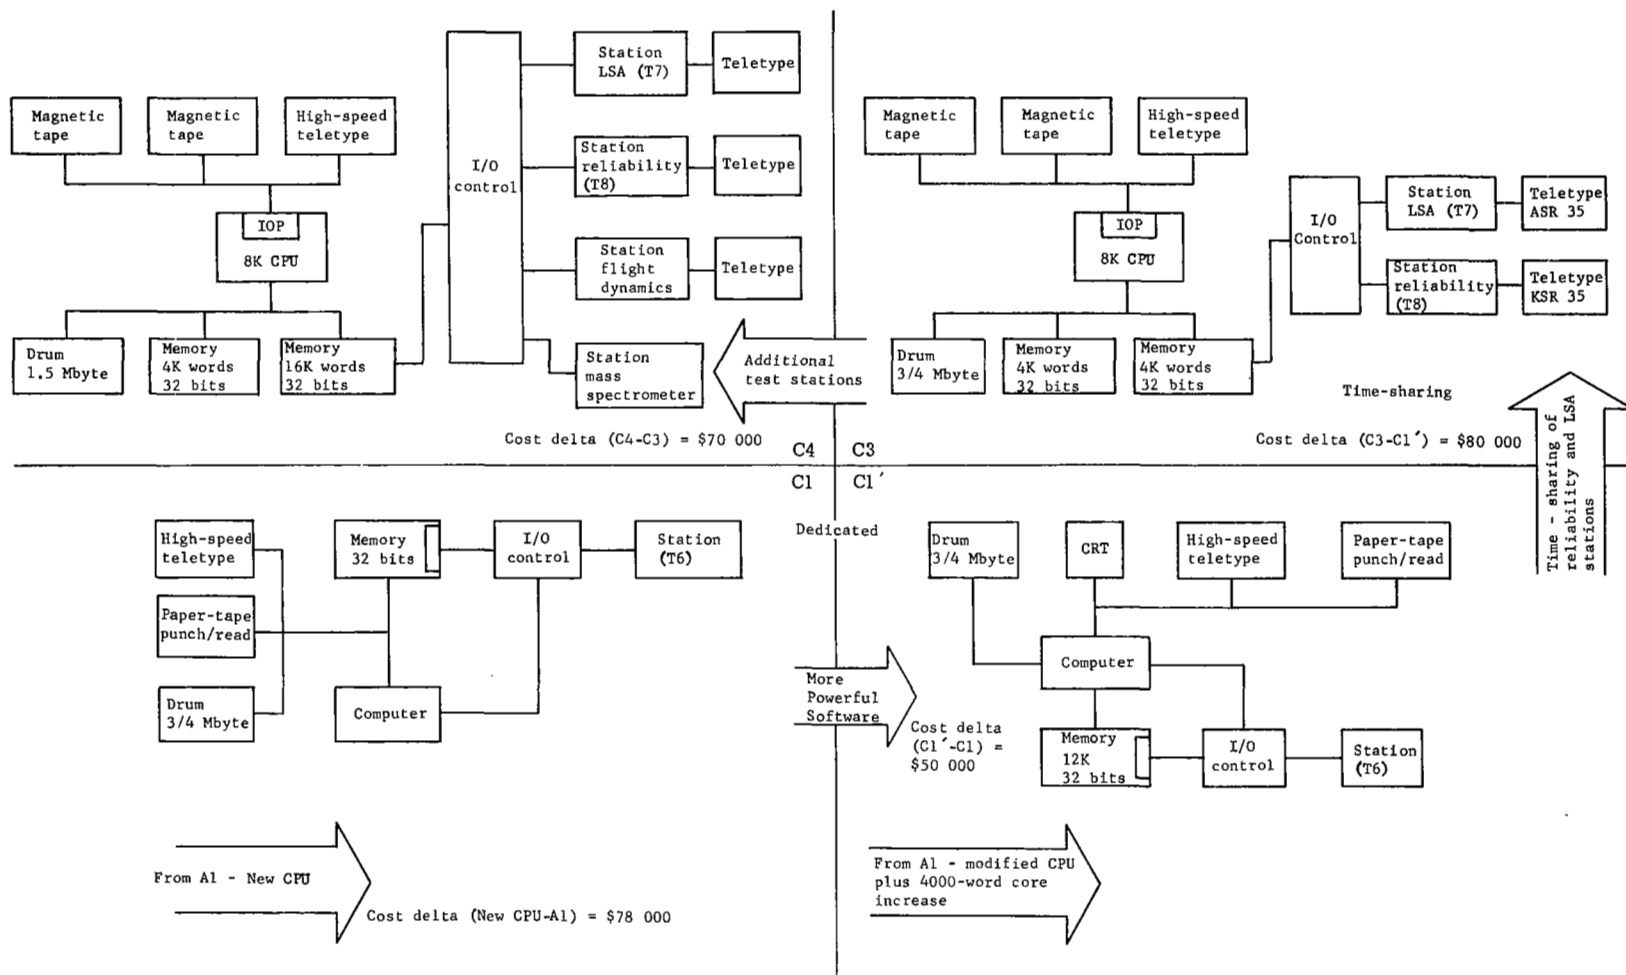 Magnetic
tape
Magnetic
tape
High-speed
teletype
IOP
8K CPU
Drum
1.5 Mbyte
Memory
4K words
32 bits
Memory
16K words
32 bits
I/O
control
Station
LSA (T7)
Teletype
Station
reliability
(T8)
Teletype
Station
flight
dynamics
Teletype
Station
mass
spectrometer
Additional
test stations
Cost delta (C4-C3) = $70 000
C4
Magnetic
tape
Magnetic
tape
High-speed
teletype
IOP
8K CPU
Drum
3/4 Mbyte
Memory
4K words
32 bits
Memory
4K words
32 bits
I/O
Control
Station
LSA (T7)
Teletype
ASR 35
Station
reliability
(T8)
Teletype
KSR 35
Time-sharing
Cost delta (C3-C1′) = $80 000
C3
Time - sharing of
reliability and LSA
stations
C1
C1′
Dedicated
High-speed
teletype
Paper-tape
punch/read
Drum
3/4 Mbyte
Memory
32 bits
I/O
control
Station
(T6)
Computer
More
Powerful
Software
Cost delta
(C1′-C1) =
$50 000
From A1 - New CPU
Cost delta (New CPU-A1) = $78 000
Drum
3/4 Mbyte
CRT
High-speed
teletype
Paper-tape
punch/read
Computer
Memory
12K
32 bits
I/O
control
Station
(T6)
From A1 - modified CPU
plus 4000-word core
increase